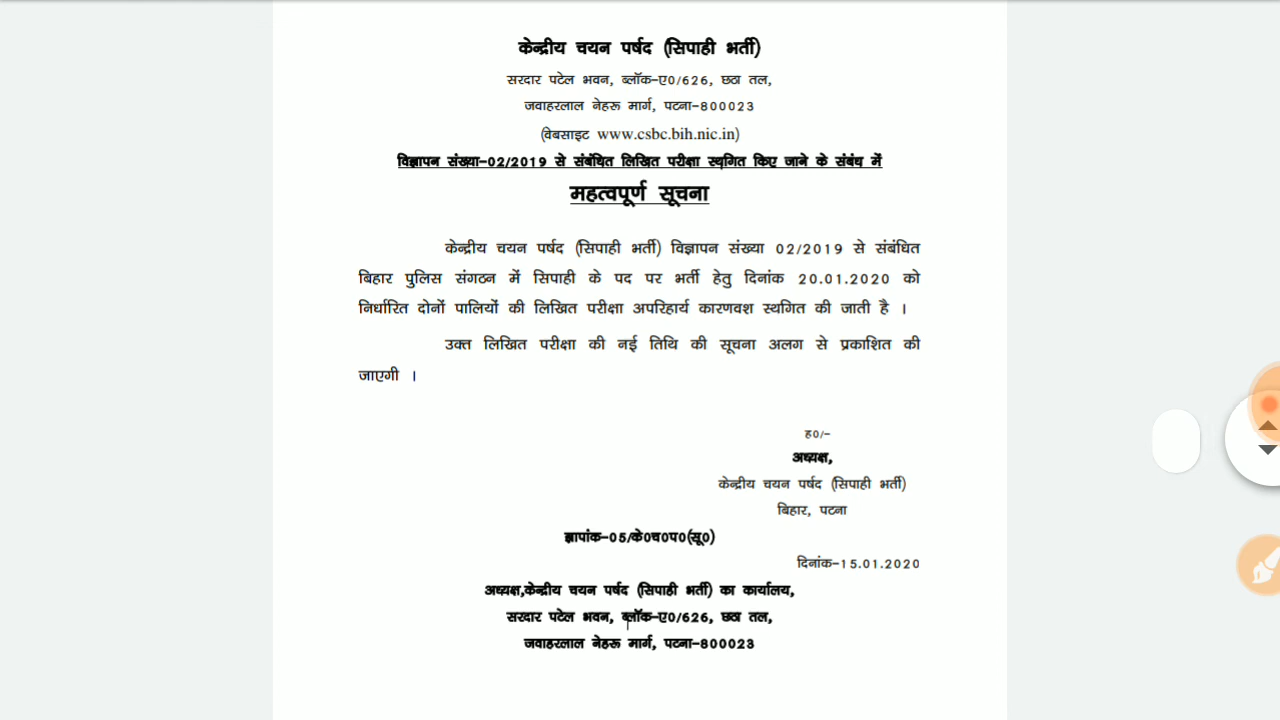 केन्द्रीय चयन पर्षद (सिपाही भर्ती)
सरदार पटेल भवन, ब्लॉक-ए0/626, छठा तल,
जवाहरलाल नेहरू मार्ग, पटना-800023
(वेबसाइट www.csbc.bih.nic.in)
विज्ञापन संख्या-02/2019 से संबंधित लिखित परीक्षा स्थगित किए जाने के संबंध में
महत्वपूर्ण सूचना
केन्द्रीय चयन पर्षद (सिपाही भर्ती) विज्ञापन संख्या 02/2019 से संबंधित
बिहार पुलिस संगठन में सिपाही के पद पर भर्ती हेतु दिनांक 20.01.2020 को
निर्धारित दोनों पालियों की लिखित परीक्षा अपरिहार्य कारणवश स्थगित की जाती है ।
उक्त लिखित परीक्षा की नई तिथि की सूचना अलग से प्रकाशित की
जाएगी ।
ह0/-
अध्यक्ष,
केन्द्रीय चयन पर्षद (सिपाही भर्ती)
बिहार, पटना
ज्ञापांक-05/के0च0प0(सू0)
दिनांक-15.01.2020
अध्यक्ष,केन्द्रीय चयन पर्षद (सिपाही भर्ती) का कार्यालय,
सरदार पटेल भवन, ब्लॉक-ए0/626, छठा तल,
जवाहरलाल नेहरू मार्ग, पटना-800023